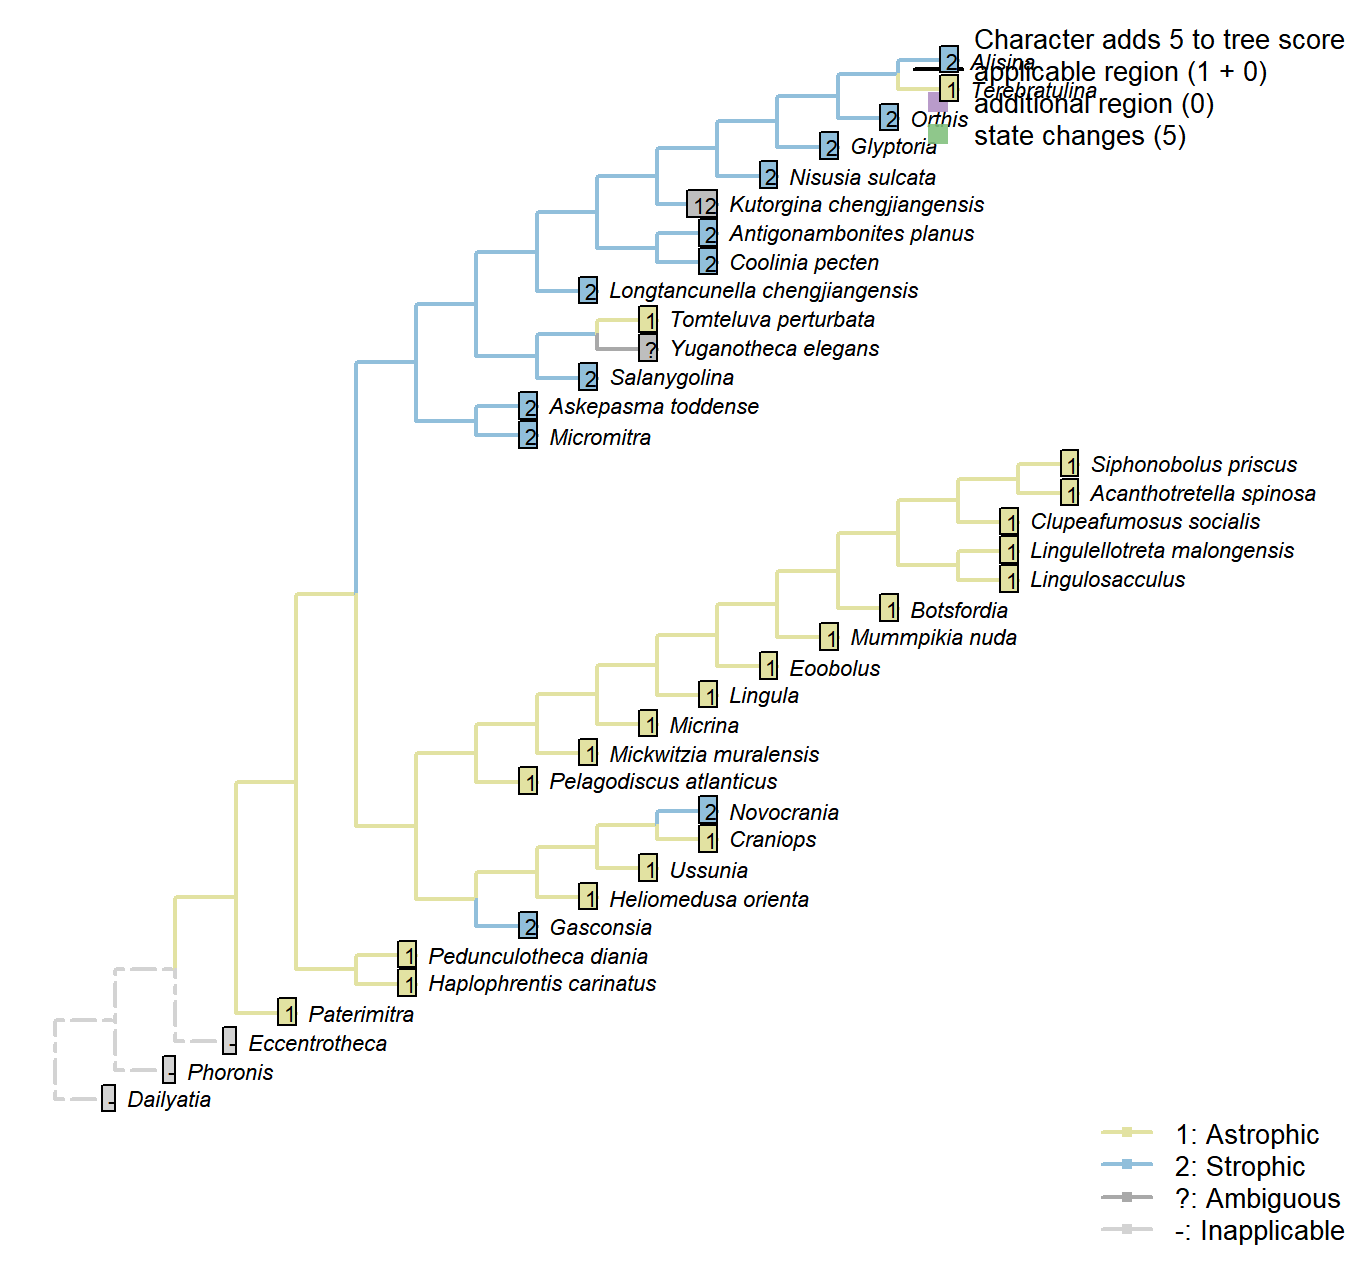 Character adds 5 to tree score
2 Alisina
applicable region (1 + 0)
1 Terebratulina
additional region (0)
2 Orthis
state changes (5)
2 Glyptoria
2 Nisusia sulcata
12 Kutorgina chengjiangensis
2 Antigonambonites planus
2 Coolinia pecten
2 Longtancunella chengjiangensis
1 Tomteluva perturbata
? Yuganotheca elegans
2 Salanygolina
2 Askepasma toddense
2 Micromitra
1 Siphonobolus priscus
1 Acanthotretella spinosa
1 Clupeafumosus socialis
1 Lingulellotreta malongensis
1 Lingulosacculus
1 Botsfordia
1 Mummpikia nuda
1 Eoobolus
1 Lingula
1 Micrina
1 Mickwitzia muralensis
1 Pelagodiscus atlanticus
2 Novocrania
1 Craniops
1 Ussunia
1 Heliomedusa orienta
2 Gasconsia
1 Pedunculotheca diania
1 Haplophrentis carinatus
1 Paterimitra
- Eccentrotheca
- Phoronis
- Dailyatia
1: Astrophic
2: Strophic
?: Ambiguous
-: Inapplicable